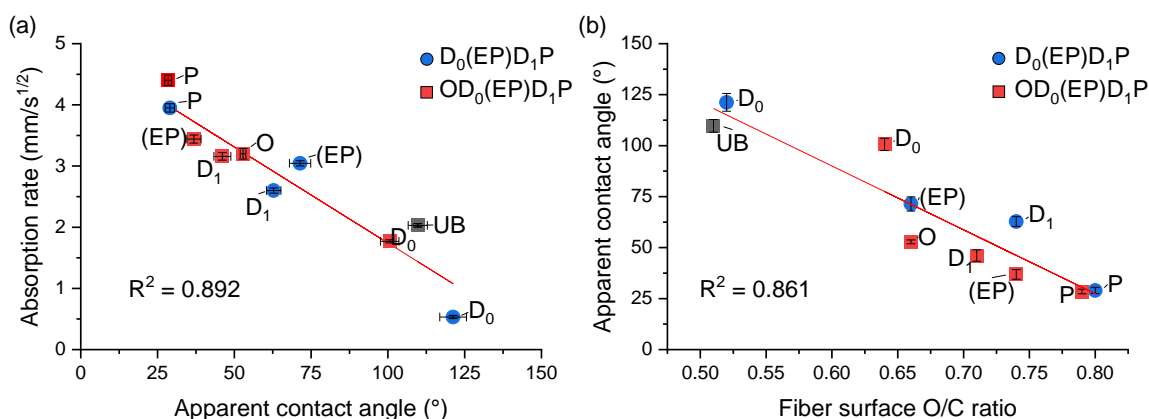 (a)
D₀(EP)D₁P
OD₀(EP)D₁P
P
P
(EP)
D₁
O
(EP)
D₁
UB
D₀
D₀
R² = 0.892
Absorption rate (mm/s¹ᐟ²)
5
4
3
2
1
0
0
25
50
75
100
125
150
Apparent contact angle (°)
(b)
D₀(EP)D₁P
OD₀(EP)D₁P
D₀
UB
D₀
(EP)
O
D₁
D₁
(EP)
P
P
R² = 0.861
Apparent contact angle (°)
150
125
100
75
50
25
0
0.50
0.55
0.60
0.65
0.70
0.75
0.80
Fiber surface O/C ratio